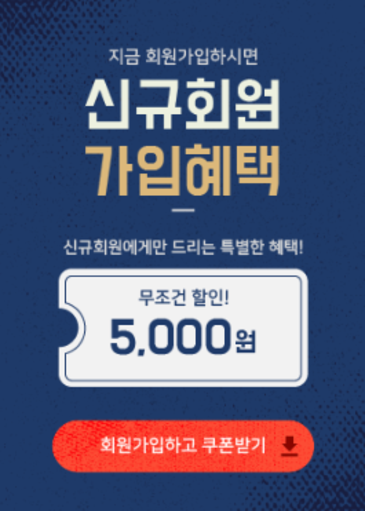 지금 회원가입하시면
신규회원
가입혜택
신규회원에게만 드리는 특별한 혜택!
무조건 할인!
5,000원
회원가입하고 쿠폰받기